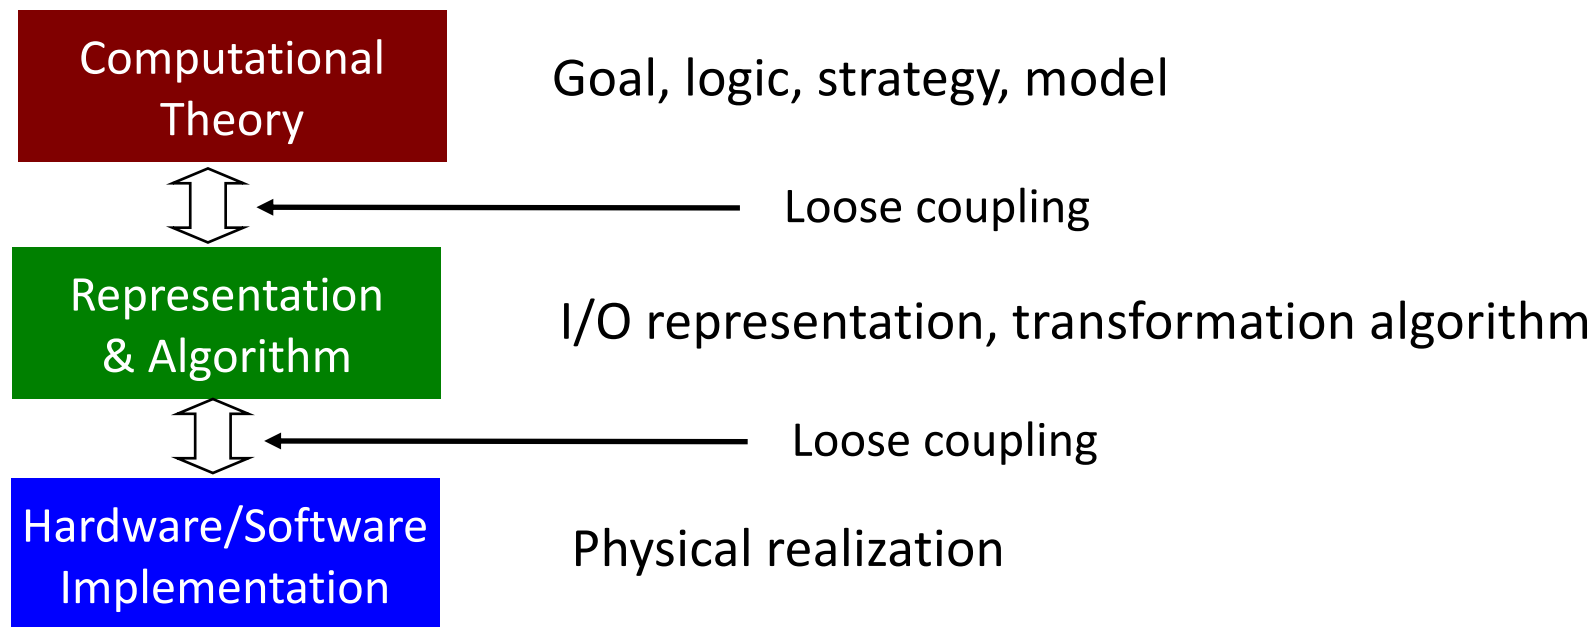 Computational
Theory
Goal, logic, strategy, model
Loose coupling
Representation
& Algorithm
I/O representation, transformation algorithm
Loose coupling
Hardware/Software
Implementation
Physical realization